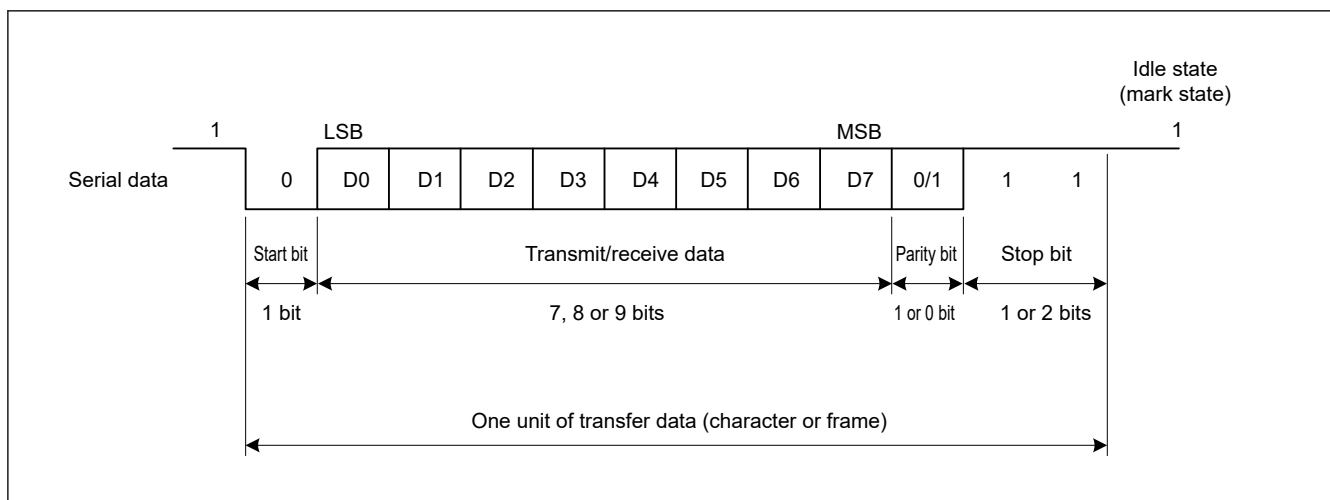 Idle state
(mark state)
1 LSB MSB 1
Serial data 0 D0 D1 D2 D3 D4 D5 D6 D7 0/1 1 1
Start bit Transmit/receive data Parity bit Stop bit
1 bit 7, 8 or 9 bits 1 or 0 bit 1 or 2 bits
One unit of transfer data (character or frame)